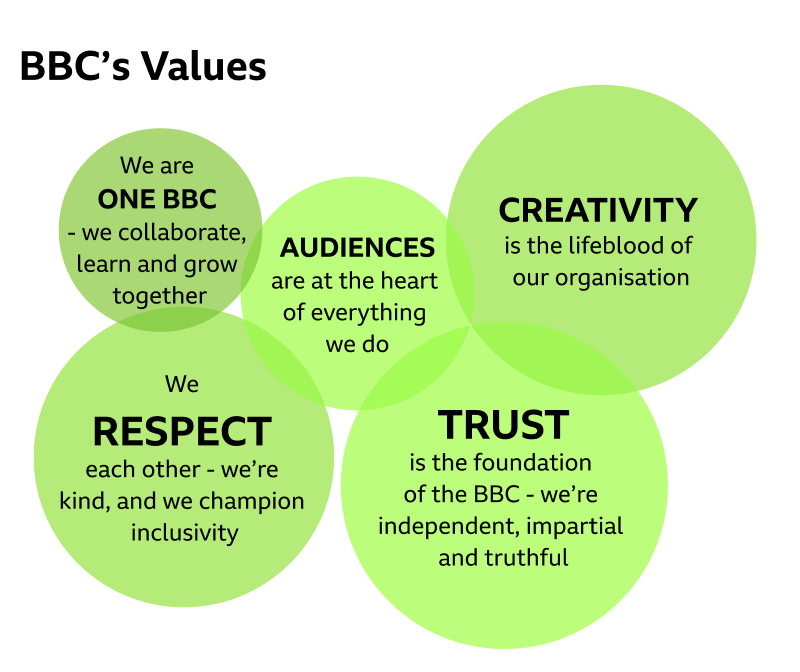 BBC’s Values
We are
ONE BBC
- we collaborate,
learn and grow
together
AUDIENCES
are at the heart
of everything
we do
CREATIVITY
is the lifeblood of
our organisation
We
RESPECT
each other - we’re
kind, and we champion
inclusivity
TRUST
is the foundation
of the BBC - we’re
independent, impartial
and truthful